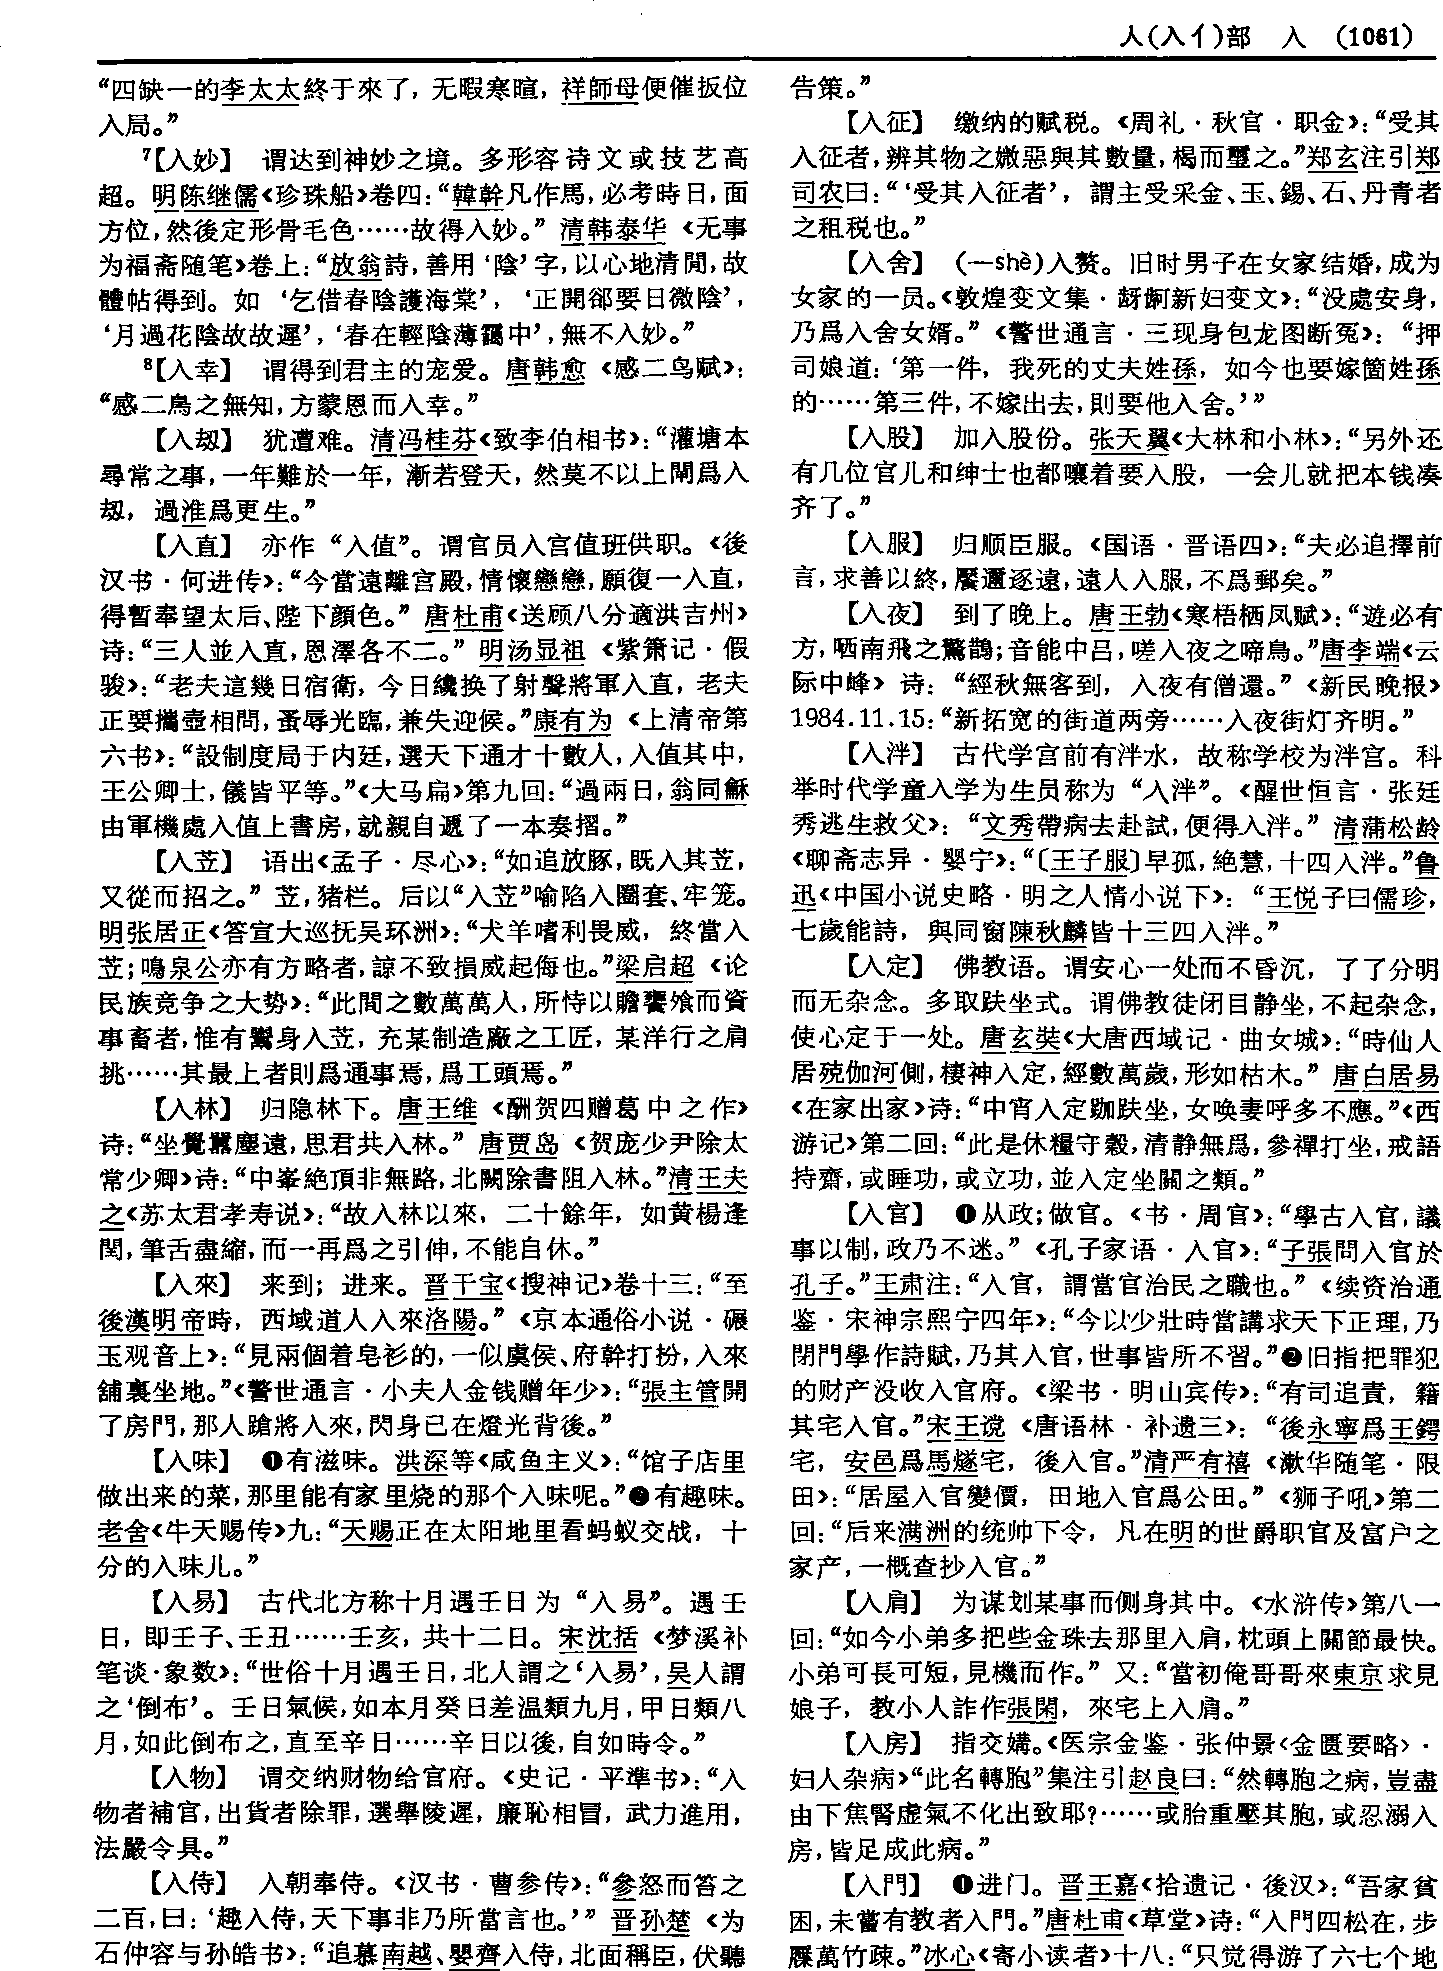 人(入亻)部　入　(1061)
“四缺一的李太太終于來了，无暇寒暄，祥師母便催扳位
入局。”
⁷【入妙】　谓达到神妙之境。多形容诗文或技艺高
超。明陈继儒《珍珠船》卷四：“韓幹凡作馬，必考時日，面
方位，然後定形骨毛色……故得入妙。”清韩泰华《无事
为福斋随笔》卷上：“放翁詩，善用‘陰’字，以心地清閒，故
體帖得到。如‘乞借春陰護海棠’，‘正開郤要日微陰’，
‘月過花陰故故遲’，‘春在輕陰薄靄中’，無不入妙。”
⁸【入幸】　谓得到君主的宠爱。唐韩愈《感二鸟赋》：
“感二鳥之無知，方蒙恩而入幸。”
【入刼】　犹遭难。清冯桂芬《致李伯相书》：“灌塘本
尋常之事，一年難於一年，漸若登天，然莫不以上閘爲入
刼，過淮爲更生。”
【入直】　亦作“入值”。谓官员入宫值班供职。《後
汉书·何进传》：“今當遠離宫殿，情懷戀戀，願復一入直，
得暫奉望太后、陛下顔色。”唐杜甫《送顾八分適洪吉州》
诗：“三人並入直，恩澤各不二。”明汤显祖《紫箫记·假
骏》：“老夫這幾日宿衛，今日纔换了射聲將軍入直，老夫
正要攜壺相問，蚤辱光臨，兼失迎候。”康有为《上清帝第
六书》：“設制度局于内廷，選天下通才十數人，入值其中，
王公卿士，儀皆平等。”《大马扁》第九回：“過兩日，翁同龢
由軍機處入值上書房，就親自遞了一本奏摺。”
【入苙】　语出《孟子·尽心》：“如追放豚，既入其苙，
又從而招之。”苙，猪栏。后以“入苙”喻陷入圈套、牢笼。
明张居正《答宣大巡抚吴环洲》：“犬羊嗜利畏威，終當入
苙；鳴泉公亦有方略者，諒不致損威起侮也。”梁启超《论
民族竞争之大势》：“此間之數萬萬人，所恃以贍饔飧而資
事畜者，惟有鬻身入苙，充某制造廠之工匠，某洋行之肩
挑……其最上者則爲通事焉，爲工頭焉。”
【入林】　归隐林下。唐王维《酬贺四赠葛中之作》
诗：“坐覺囂塵遠，思君共入林。”唐贾岛《贺庞少尹除太
常少卿》诗：“中峯絶頂非無路，北闕除書阻入林。”清王夫
之《苏太君孝寿说》：“故入林以來，二十餘年，如黄楊逢
閏，筆舌盡縮，而一再爲之引伸，不能自休。”
【入來】　来到；进来。晋干宝《搜神记》卷十三：“至
後漢明帝時，西域道人入來洛陽。”《京本通俗小说·碾
玉观音上》：“見兩個着皂衫的，一似虞侯、府幹打扮，入來
舖裏坐地。”《警世通言·小夫人金钱赠年少》：“張主管開
了房門，那人蹌將入來，閃身已在燈光背後。”
【入味】　❶有滋味。洪深等《咸鱼主义》：“馆子店里
做出来的菜，那里能有家里烧的那个入味呢。”❷有趣味。
老舍《牛天赐传》九：“天赐正在太阳地里看蚂蚁交战，十
分的入味儿。”
【入易】　古代北方称十月遇壬日为“入易”。遇壬
日，即壬子、壬丑……壬亥，共十二日。宋沈括《梦溪补
笔谈·象数》：“世俗十月遇壬日，北人謂之‘入易’，吴人謂
之‘倒布’。壬日氣候，如本月癸日差温類九月，甲日類八
月，如此倒布之，直至辛日……辛日以後，自如時令。”
【入物】　谓交纳财物给官府。《史记·平準书》：“入
物者補官，出貨者除罪，選舉陵遲，廉恥相冒，武力進用，
法嚴令具。”
【入侍】　入朝奉侍。《汉书·曹参传》：“參怒而笞之
二百，曰：‘趣入侍，天下事非乃所當言也。’”晋孙楚《为
石仲容与孙皓书》：“追慕南越、嬰齊入侍，北面稱臣，伏聽
告策。”
【入征】　缴纳的赋税。《周礼·秋官·职金》：“受其
入征者，辨其物之媺惡與其數量，楬而璽之。”郑玄注引郑
司农曰：“‘受其入征者’，謂主受采金、玉、錫、石、丹青者
之租税也。”
【入舍】　(—shè)入赘。旧时男子在女家结婚，成为
女家的一员。《敦煌变文集·齖䶗新妇变文》：“没處安身，
乃爲入舍女婿。”《警世通言·三现身包龙图断冤》：“押
司娘道：‘第一件，我死的丈夫姓孫，如今也要嫁箇姓孫
的……第三件，不嫁出去，則要他入舍。’”
【入股】　加入股份。张天翼《大林和小林》：“另外还
有几位官儿和绅士也都嚷着要入股，一会儿就把本钱凑
齐了。”
【入服】　归顺臣服。《国语·晋语四》：“夫必追擇前
言，求善以終，饜邇逐遠，遠人入服，不爲郵矣。”
【入夜】　到了晚上。唐王勃《寒梧栖凤赋》：“遊必有
方，哂南飛之驚鵲；音能中吕，嗟入夜之啼鳥。”唐李端《云
际中峰》诗：“經秋無客到，入夜有僧還。”《新民晚报》
1984.11.15：“新拓宽的街道两旁……入夜街灯齐明。”
【入泮】　古代学宫前有泮水，故称学校为泮宫。科
举时代学童入学为生员称为“入泮”。《醒世恒言·张廷
秀逃生救父》：“文秀帶病去赴試，便得入泮。”清蒲松龄
《聊斋志异·婴宁》：“〔王子服〕早孤，絶慧，十四入泮。”鲁
迅《中国小说史略·明之人情小说下》：“王悦子曰儒珍，
七歲能詩，與同窗陳秋麟皆十三四入泮。”
【入定】　佛教语。谓安心一处而不昏沉，了了分明
而无杂念。多取趺坐式。谓佛教徒闭目静坐，不起杂念，
使心定于一处。唐玄奘《大唐西域记·曲女城》：“時仙人
居殑伽河側，棲神入定，經數萬歲，形如枯木。”唐白居易
《在家出家》诗：“中宵入定跏趺坐，女唤妻呼多不應。”《西
游记》第二回：“此是休糧守穀，清静無爲，參禪打坐，戒語
持齋，或睡功，或立功，並入定坐關之類。”
【入官】　❶从政；做官。《书·周官》：“學古入官，議
事以制，政乃不迷。”《孔子家语·入官》：“子張問入官於
孔子。”王肃注：“入官，謂當官治民之職也。”《续资治通
鉴·宋神宗熙宁四年》：“今以少壯時當講求天下正理，乃
閉門學作詩賦，乃其入官，世事皆所不習。”❷旧指把罪犯
的财产没收入官府。《梁书·明山宾传》：“有司追責，籍
其宅入官。”宋王谠《唐语林·补遗三》：“後永寧爲王鍔
宅，安邑爲馬燧宅，後入官。”清严有禧《漱华随笔·限
田》：“居屋入官變價，田地入官爲公田。”《狮子吼》第二
回：“后来满洲的统帅下令，凡在明的世爵职官及富户之
家产，一概查抄入官。”
【入肩】　为谋划某事而侧身其中。《水浒传》第八一
回：“如今小弟多把些金珠去那里入肩，枕頭上關節最快。
小弟可長可短，見機而作。”又：“當初俺哥哥來東京求見
娘子，教小人詐作張閑，來宅上入肩。”
【入房】　指交媾。《医宗金鉴·张仲景〈金匮要略〉·
妇人杂病》“此名轉胞”集注引赵良曰：“然轉胞之病，豈盡
由下焦腎虚氣不化出致耶？……或胎重壓其胞，或忍溺入
房，皆足成此病。”
【入門】　❶进门。晋王嘉《拾遗记·後汉》：“吾家貧
困，未嘗有教者入門。”唐杜甫《草堂》诗：“入門四松在，步
屧萬竹疎。”冰心《寄小读者》十八：“只觉得游了六七个地